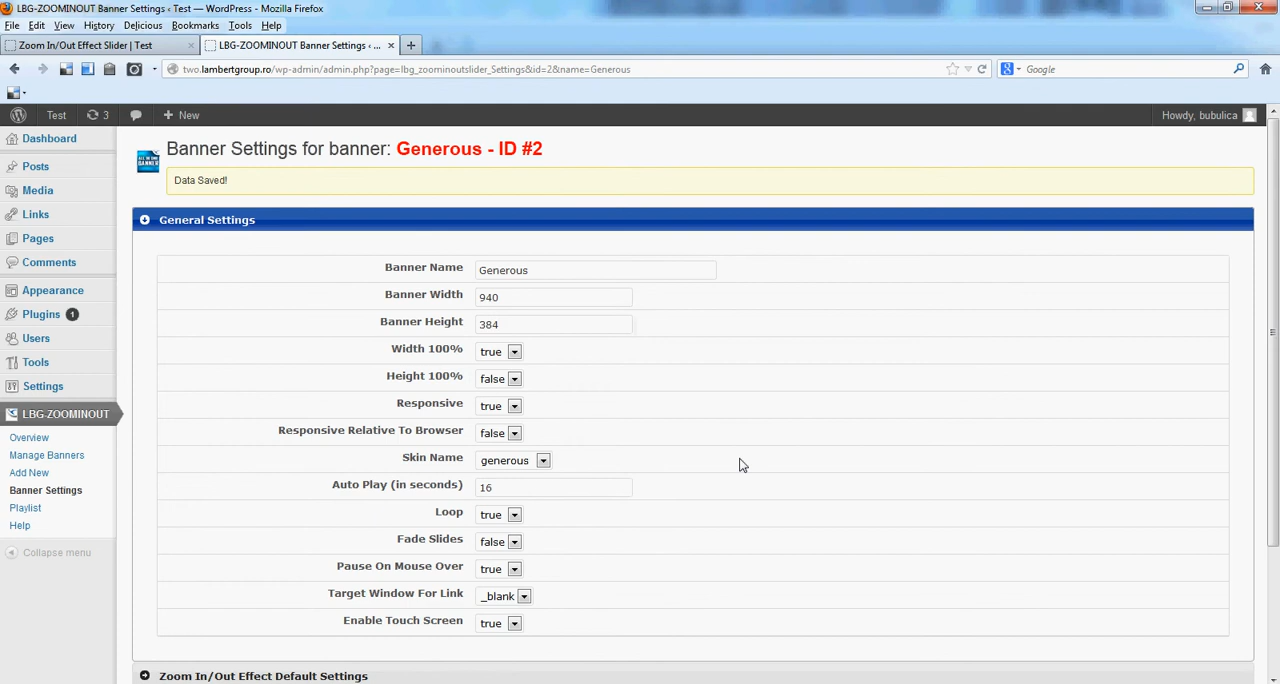 LBG-ZOOMINOUT Banner Settings ‹ Test — WordPress - Mozilla Firefox
File Edit View History Delicious Bookmarks Tools Help
Zoom In/Out Effect Slider | Test × LBG-ZOOMINOUT Banner Settings ‹ ... × +
two.lambertgroup.ro/wp-admin/admin.php?page=lbg_zoominoutslider_Settings&id=2&name=Generous Google
Test 3 + New Howdy, bubulica
Dashboard
Posts
Media
Links
Pages
Comments
Appearance
Plugins 1
Users
Tools
Settings
LBG-ZOOMINOUT
Overview
Manage Banners
Add New
Banner Settings
Playlist
Help
Collapse menu
Banner Settings for banner: Generous - ID #2
Data Saved!
General Settings
Banner Name Generous
Banner Width 940
Banner Height 384
Width 100% true
Height 100% false
Responsive true
Responsive Relative To Browser false
Skin Name generous
Auto Play (in seconds) 16
Loop true
Fade Slides false
Pause On Mouse Over true
Target Window For Link _blank
Enable Touch Screen true
Zoom In/Out Effect Default Settings